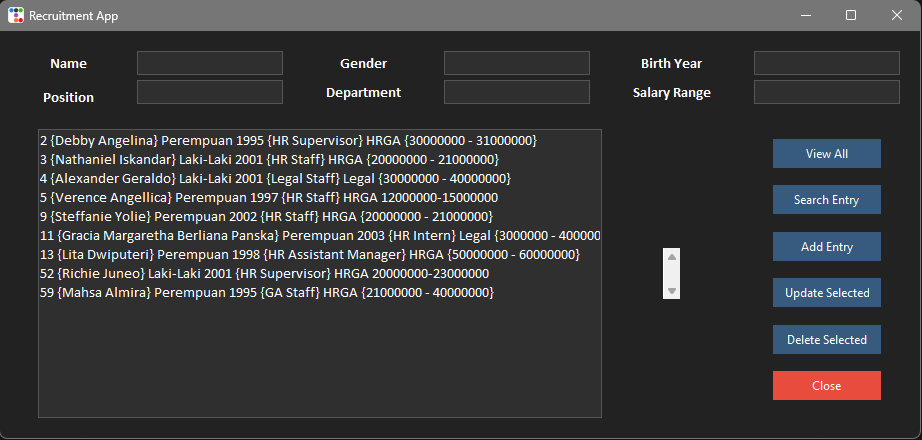 Recruitment App
Name Gender Birth Year
Position Department Salary Range
2 {Debby Angelina} Perempuan 1995 {HR Supervisor} HRGA {30000000 - 31000000}
3 {Nathaniel Iskandar} Laki-Laki 2001 {HR Staff} HRGA {20000000 - 21000000}
4 {Alexander Geraldo} Laki-Laki 2001 {Legal Staff} Legal {30000000 - 40000000}
5 {Verence Angellica} Perempuan 1997 {HR Staff} HRGA 12000000-15000000
9 {Steffanie Yolie} Perempuan 2002 {HR Staff} HRGA {20000000 - 21000000}
11 {Gracia Margaretha Berliana Panska} Perempuan 2003 {HR Intern} Legal {3000000 - 400000
13 {Lita Dwiputeri} Perempuan 1998 {HR Assistant Manager} HRGA {50000000 - 60000000}
52 {Richie Juneo} Laki-Laki 2001 {HR Supervisor} HRGA 20000000-23000000
59 {Mahsa Almira} Perempuan 1995 {GA Staff} HRGA {21000000 - 40000000}
View All
Search Entry
Add Entry
Update Selected
Delete Selected
Close